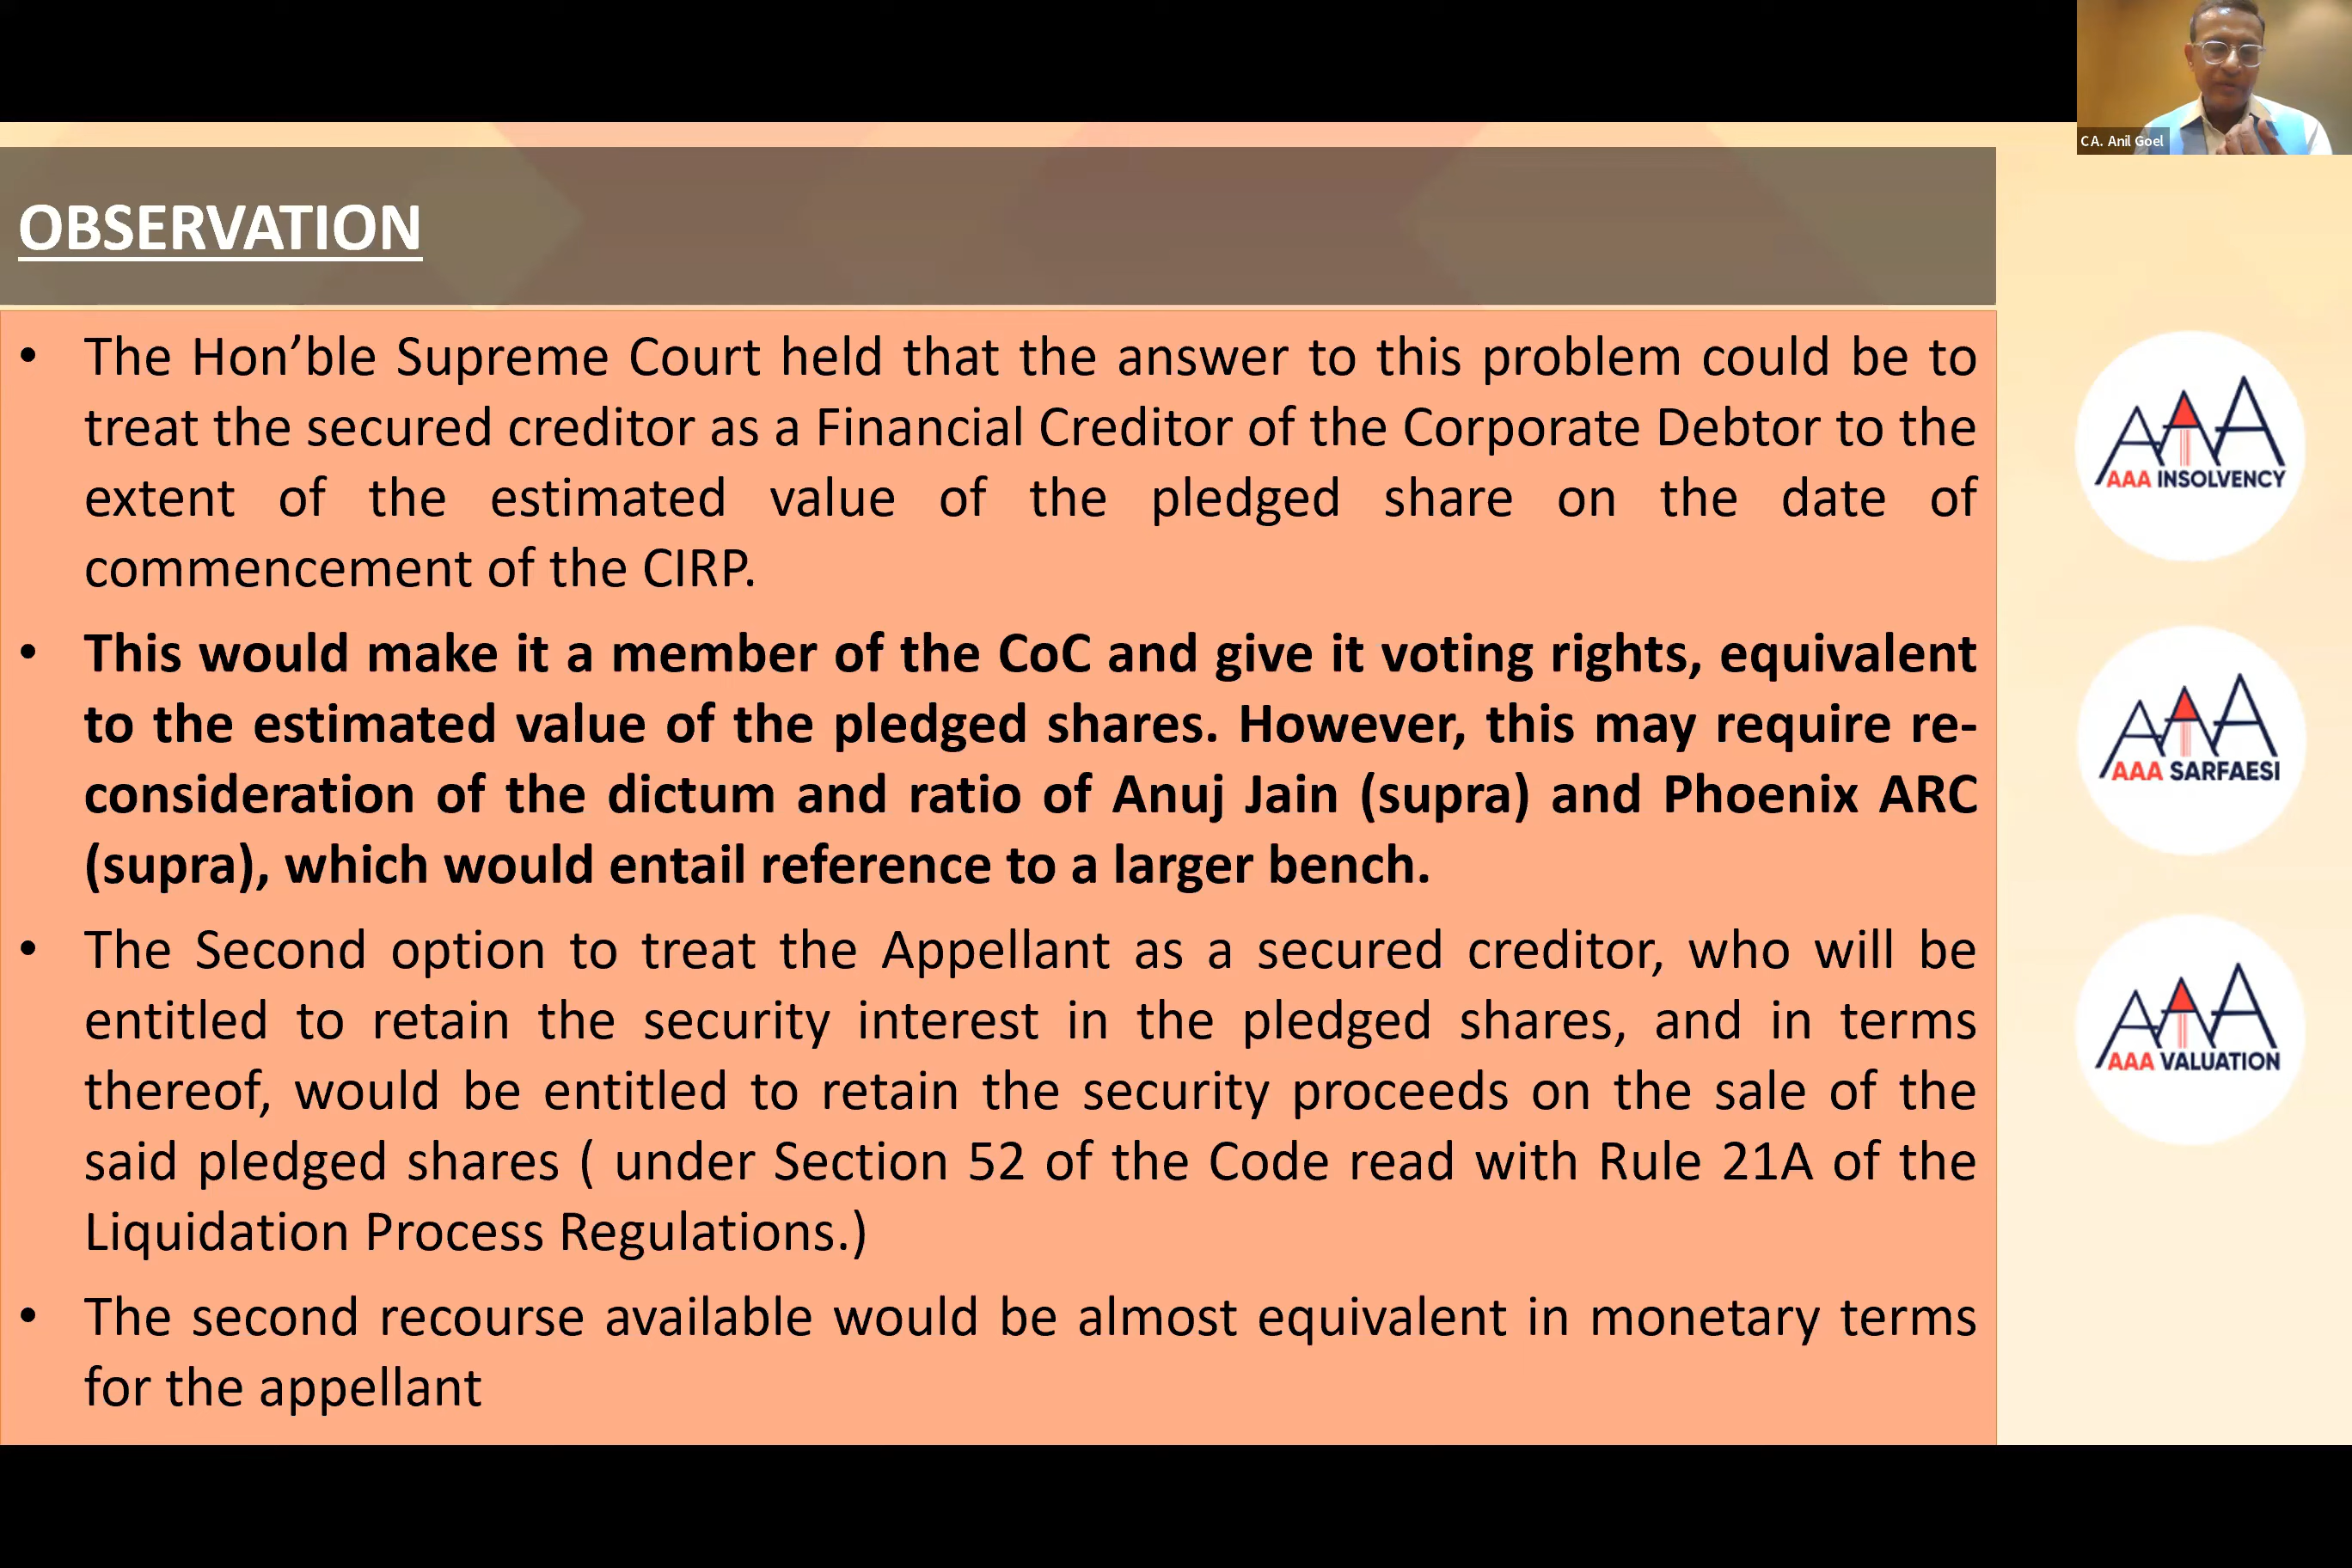 CA. Anil Goel
OBSERVATION
• The Hon’ble Supreme Court held that the answer to this problem could be to
treat the secured creditor as a Financial Creditor of the Corporate Debtor to the
extent of the estimated value of the pledged share on the date of
commencement of the CIRP.
• This would make it a member of the CoC and give it voting rights, equivalent
to the estimated value of the pledged shares. However, this may require re-
consideration of the dictum and ratio of Anuj Jain (supra) and Phoenix ARC
(supra), which would entail reference to a larger bench.
• The Second option to treat the Appellant as a secured creditor, who will be
entitled to retain the security interest in the pledged shares, and in terms
thereof, would be entitled to retain the security proceeds on the sale of the
said pledged shares ( under Section 52 of the Code read with Rule 21A of the
Liquidation Process Regulations.)
• The second recourse available would be almost equivalent in monetary terms
for the appellant
AAA
AAA INSOLVENCY
AAA
AAA SARFAESI
AAA
AAA VALUATION